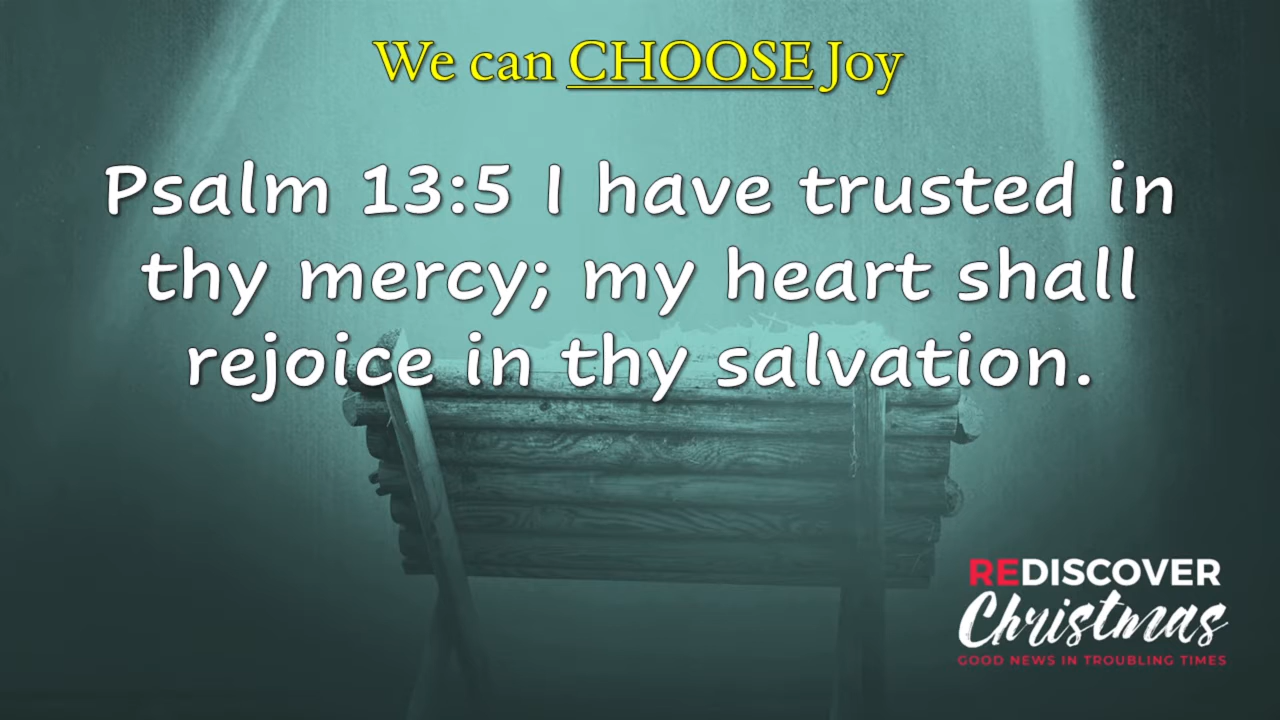 We can CHOOSE Joy
Psalm 13:5 I have trusted in
thy mercy; my heart shall
rejoice in thy salvation.
REDISCOVER
Christmas
GOOD NEWS IN TROUBLING TIMES